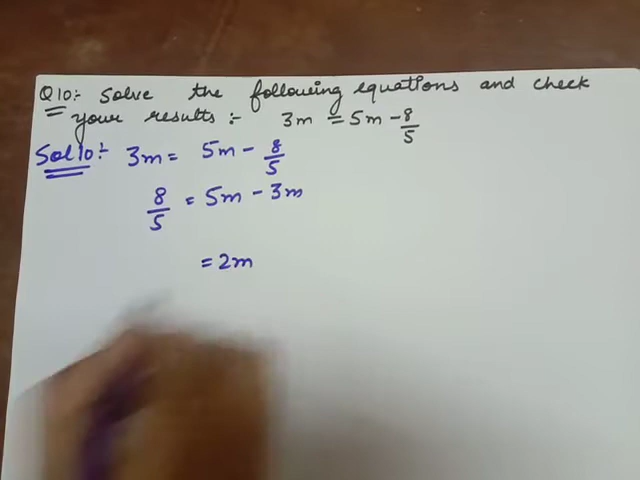 Q10:- Solve the following equations and check
your results :- 3m = 5m - 8/5
Sol10:- 3m = 5m - 8/5
8/5 = 5m - 3m
= 2m